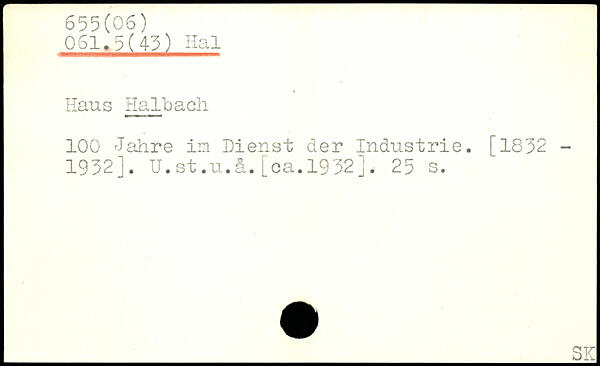 655(06)
061.5(43) Hal
Haus Halbach
100 Jahre im Dienst der Industrie. [1832 -
1932]. U.st.u.å.[ca.1932]. 25 s.
SK